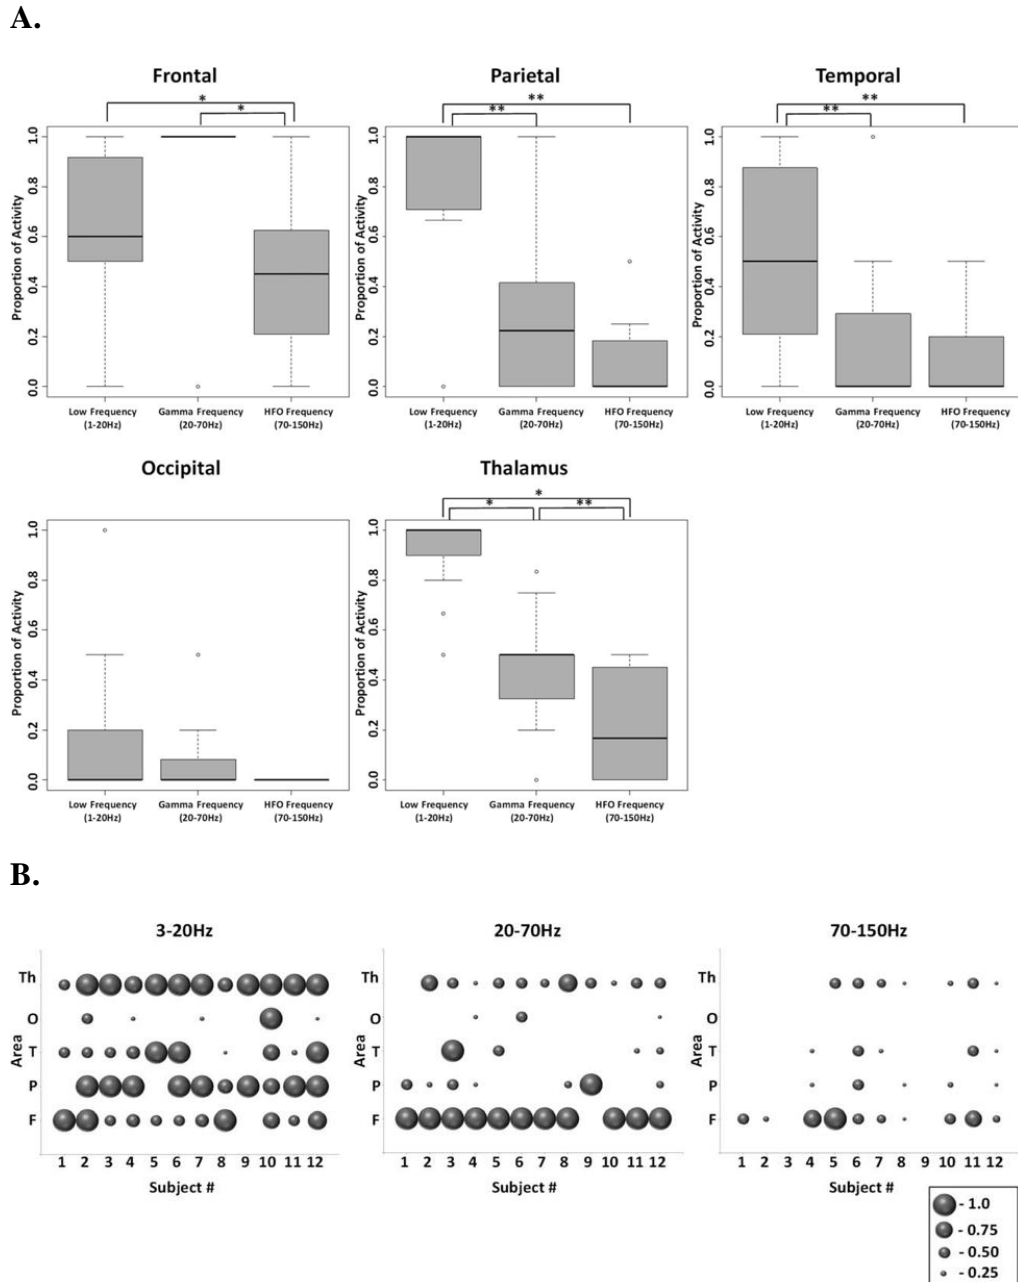 A.
Frontal
*
*
Proportion of Activity
0.0 0.2 0.4 0.6 0.8 1.0
Low Frequency Gamma Frequency HFO Frequency
(1-20Hz) (20-70Hz) (70-150Hz)
Parietal
**
**
Proportion of Activity
0.0 0.2 0.4 0.6 0.8 1.0
Low Frequency Gamma Frequency HFO Frequency
(1-20Hz) (20-70Hz) (70-150Hz)
Temporal
**
**
Proportion of Activity
0.0 0.2 0.4 0.6 0.8 1.0
Low Frequency Gamma Frequency HFO Frequency
(1-20Hz) (20-70Hz) (70-150Hz)
Occipital
Proportion of Activity
0.0 0.2 0.4 0.6 0.8 1.0
Low Frequency Gamma Frequency HFO Frequency
(1-20Hz) (20-70Hz) (70-150Hz)
Thalamus
*
* **
Proportion of Activity
0.0 0.2 0.4 0.6 0.8 1.0
Low Frequency Gamma Frequency HFO Frequency
(1-20Hz) (20-70Hz) (70-150Hz)
B.
3-20Hz
Area
Th
O
T
P
F
1 2 3 4 5 6 7 8 9 10 11 12
Subject #
20-70Hz
Area
Th
O
T
P
F
1 2 3 4 5 6 7 8 9 10 11 12
Subject #
70-150Hz
Area
Th
O
T
P
F
1 2 3 4 5 6 7 8 9 10 11 12
Subject #
- 1.0
- 0.75
- 0.50
- 0.25